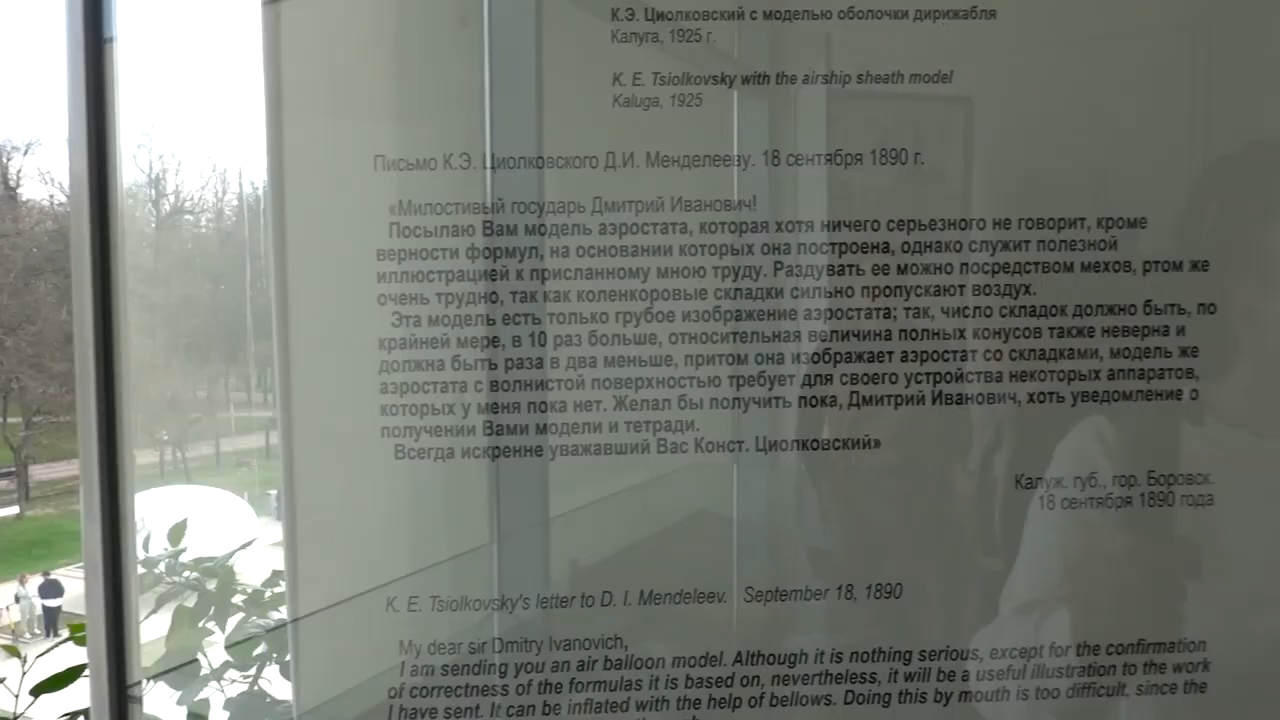 К.Э. Циолковский с моделью оболочки дирижабля
Калуга, 1925 г.
K. E. Tsiolkovsky with the airship sheath model
Kaluga, 1925
Письмо К.Э. Циолковского Д.И. Менделееву. 18 сентября 1890 г.
«Милостивый государь Дмитрий Иванович!
Посылаю Вам модель аэростата, которая хотя ничего серьезного не говорит, кроме
верности формул, на основании которых она построена, однако служит полезной
иллюстрацией к присланному мною труду. Раздувать ее можно посредством мехов, ртом же
очень трудно, так как коленкоровые складки сильно пропускают воздух.
Эта модель есть только грубое изображение аэростата; так, число складок должно быть, по
крайней мере, в 10 раз больше, относительная величина полных конусов также неверна и
должна быть раза в два меньше, притом она изображает аэростат со складками, модель же
аэростата с волнистой поверхностью требует для своего устройства некоторых аппаратов,
которых у меня пока нет. Желал бы получить пока, Дмитрий Иванович, хоть уведомление о
получении Вами модели и тетради.
Всегда искренне уважавший Вас Конст. Циолковский»
Калуж. губ., гор. Боровск.
18 сентября 1890 года
K. E. Tsiolkovsky's letter to D. I. Mendeleev. September 18, 1890
My dear sir Dmitry Ivanovich,
I am sending you an air balloon model. Although it is nothing serious, except for the confirmation
of correctness of the formulas it is based on, nevertheless, it will be a useful illustration to the work
I have sent. It can be inflated with the help of bellows. Doing this by mouth is too difficult, since the